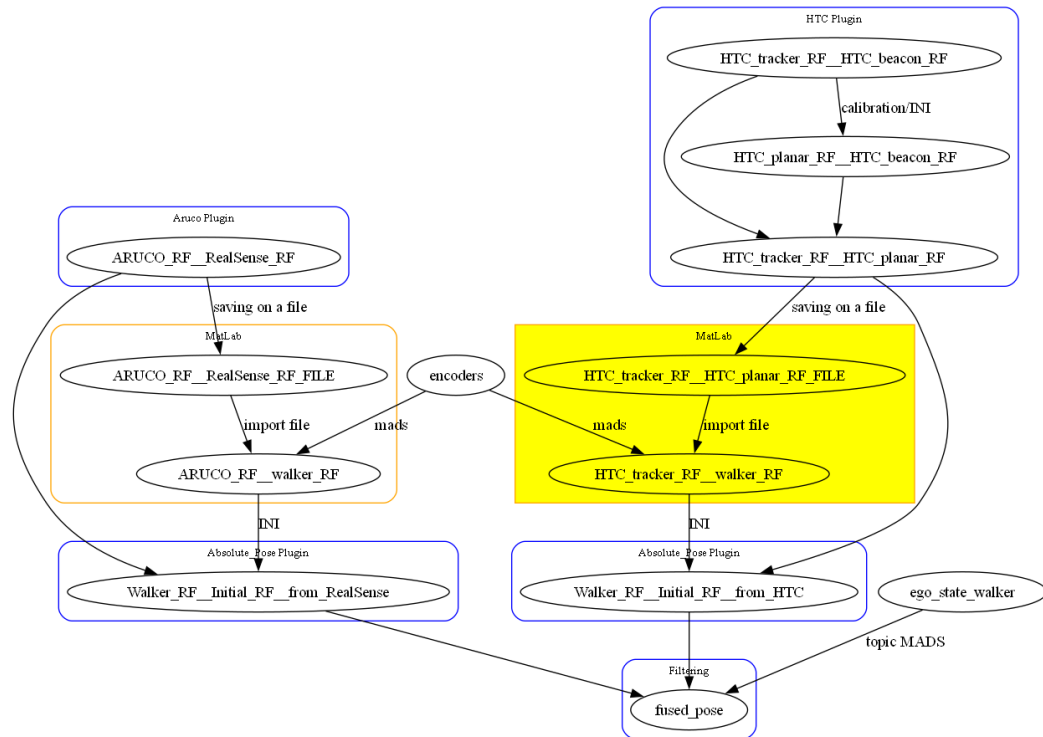 HTC Plugin
HTC_tracker_RF__HTC_beacon_RF
calibration/INI
HTC_planar_RF__HTC_beacon_RF
Aruco Plugin
ARUCO_RF__RealSense_RF
HTC_tracker_RF__HTC_planar_RF
saving on a file
saving on a file
MatLab
MatLab
ARUCO_RF__RealSense_RF_FILE
encoders
HTC_tracker_RF__HTC_planar_RF_FILE
import file
mads
mads
import file
ARUCO_RF__walker_RF
HTC_tracker_RF__walker_RF
INI
INI
Absolute_Pose Plugin
Absolute_Pose Plugin
Walker_RF__Initial_RF__from_RealSense
Walker_RF__Initial_RF__from_HTC
ego_state_walker
topic MADS
Filtering
fused_pose